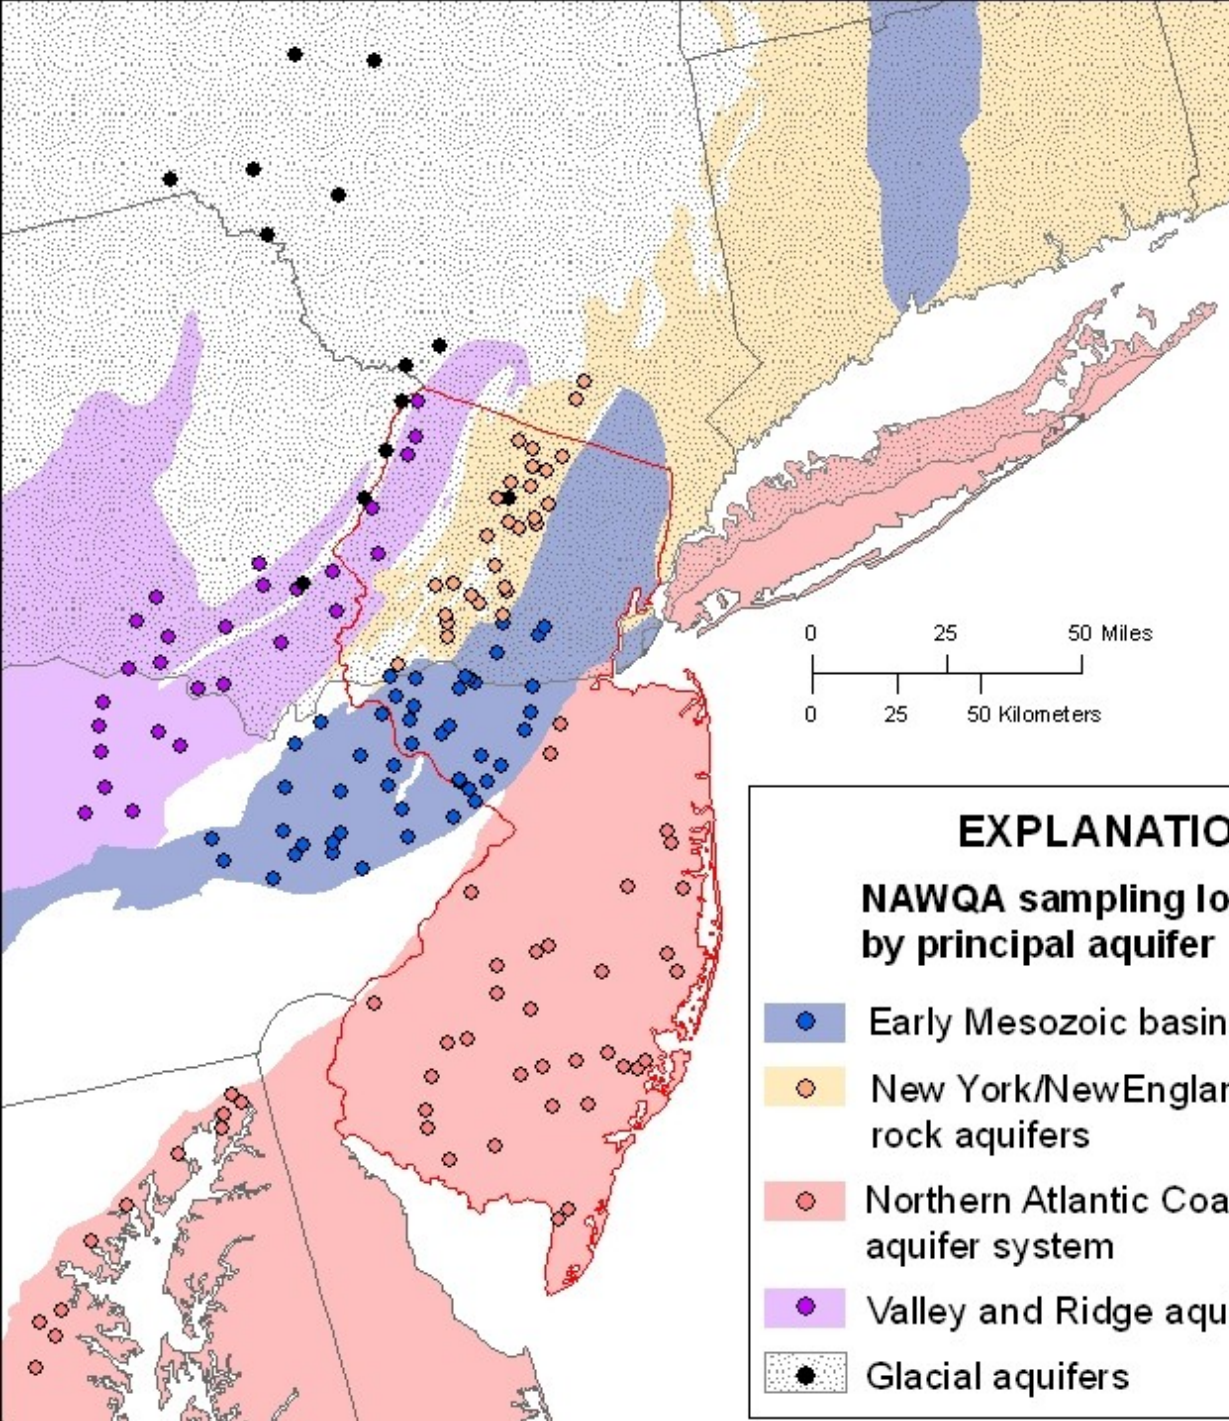 0 25 50 Miles
0 25 50 Kilometers
EXPLANATIO
NAWQA sampling lo
by principal aquifer
Early Mesozoic basin
New York/NewEnglan
rock aquifers
Northern Atlantic Coa
aquifer system
Valley and Ridge aqu
Glacial aquifers